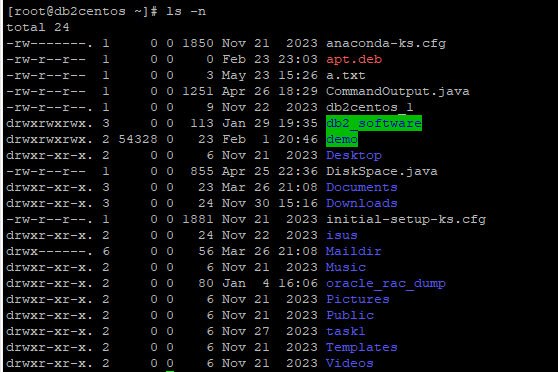 [root@db2centos ~]# ls -n
total 24
-rw-------. 1     0 0 1850 Nov 21  2023 anaconda-ks.cfg
-rw-r--r--  1     0 0    0 Feb 23 23:03 apt.deb
-rw-r--r--  1     0 0    3 May 23 15:26 a.txt
-rw-r--r--  1     0 0 1251 Apr 26 18:29 CommandOutput.java
-rw-r--r--. 1     0 0    9 Nov 22  2023 db2centos_1
drwxrwxrwx. 3     0 0  113 Jan 29 19:35 db2_software
drwxrwxrwx. 2 54328 0   23 Feb  1 20:46 demo
drwxr-xr-x. 2     0 0    6 Nov 21  2023 Desktop
-rw-r--r--  1     0 0  855 Apr 25 22:36 DiskSpace.java
drwxr-xr-x. 3     0 0   23 Mar 26 21:08 Documents
drwxr-xr-x. 3     0 0   24 Nov 30 15:16 Downloads
-rw-r--r--. 1     0 0 1881 Nov 21  2023 initial-setup-ks.cfg
drwxr-xr-x. 2     0 0   24 Nov 22  2023 isus
drwx------. 6     0 0   56 Mar 26 21:08 Maildir
drwxr-xr-x. 2     0 0    6 Nov 21  2023 Music
drwxr-xr-x. 2     0 0   80 Jan  4 16:06 oracle_rac_dump
drwxr-xr-x. 2     0 0    6 Nov 21  2023 Pictures
drwxr-xr-x. 2     0 0    6 Nov 21  2023 Public
drwxr-xr-x. 2     0 0    6 Nov 27  2023 task1
drwxr-xr-x. 2     0 0    6 Nov 21  2023 Templates
drwxr-xr-x. 2     0 0    6 Nov 21  2023 Videos